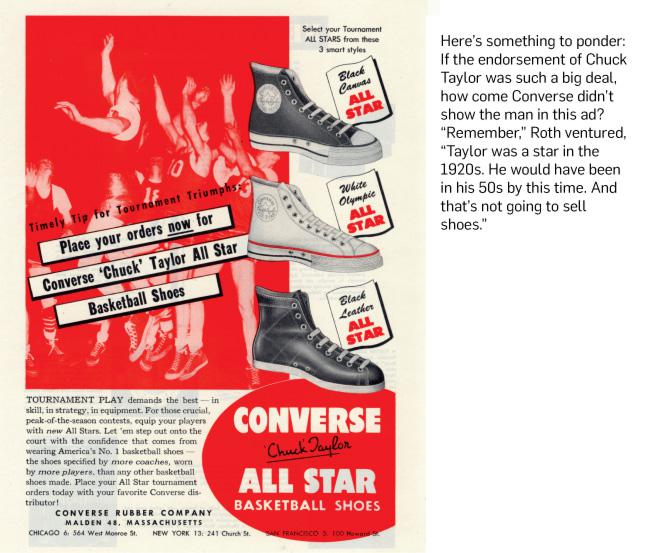 Select your Tournament
ALL STARS from these
3 smart styles
Black
Canvas
ALL
STAR
White
Olympic
ALL
STAR
Black
Leather
ALL
STAR
Timely Tip for Tournament Triumphs:
Place your orders now for
Converse 'Chuck' Taylor All Star
Basketball Shoes
TOURNAMENT PLAY demands the best — in
skill, in strategy, in equipment. For those crucial,
peak-of-the-season contests, equip your players
with new All Stars. Let 'em step out onto the
court with the confidence that comes from
wearing America's No. 1 basketball shoes —
the shoes specified by more coaches, worn
by more players, than any other basketball
shoes made. Place your All Star tournament
orders today with your favorite Converse dis-
tributor!
CONVERSE RUBBER COMPANY
MALDEN 48, MASSACHUSETTS
CHICAGO 6: 564 West Monroe St. NEW YORK 13: 241 Church St. SAN FRANCISCO 5: 100 Howard St.
CONVERSE
'Chuck' Taylor
ALL STAR
BASKETBALL SHOES
Here's something to ponder:
If the endorsement of Chuck
Taylor was such a big deal,
how come Converse didn't
show the man in this ad?
"Remember," Roth ventured,
"Taylor was a star in the
1920s. He would have been
in his 50s by this time. And
that's not going to sell
shoes."